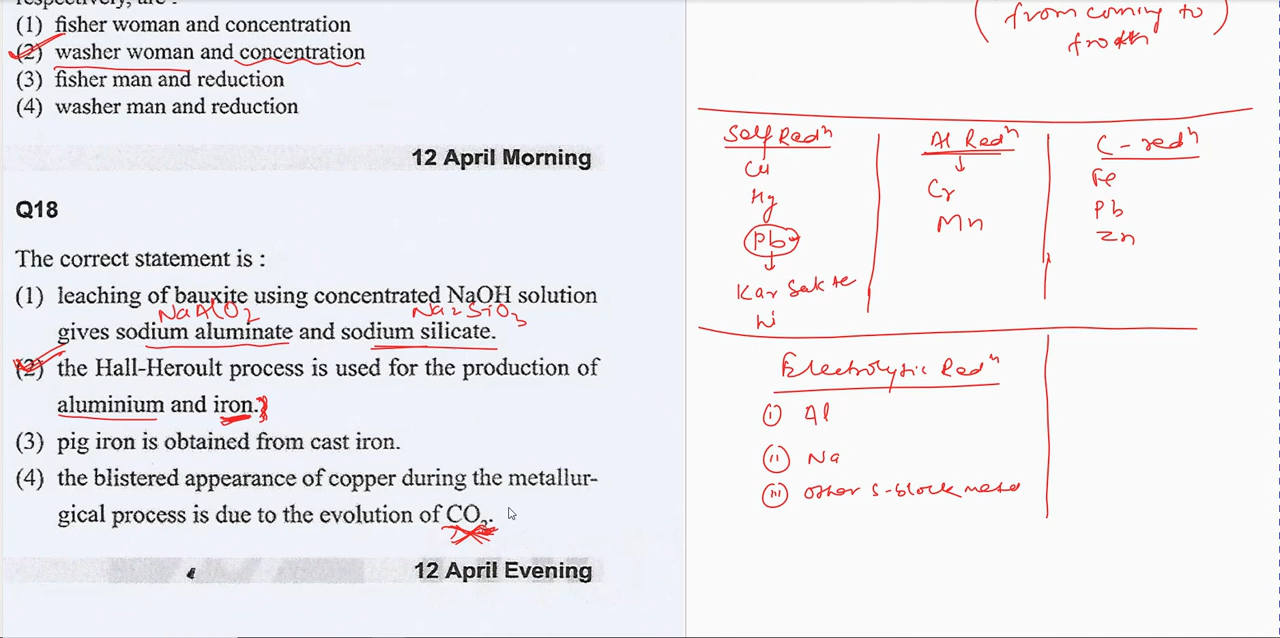 respectively, are :
(1) fisher woman and concentration
(2) washer woman and concentration
(3) fisher man and reduction
(4) washer man and reduction
12 April Morning
Q18
The correct statement is :
(1) leaching of bauxite using concentrated NaOH solution
NaAlO2 Na2SiO3
gives sodium aluminate and sodium silicate.
(2) the Hall-Heroult process is used for the production of
aluminium and iron.
(3) pig iron is obtained from cast iron.
(4) the blistered appearance of copper during the metallur-
gical process is due to the evolution of CO2.
12 April Evening
(from coming to
froth)
Self Redn
Cu
Hg
Pb
Kar Sakte
hi
Al Redn
Cr
Mn
C-redn
Fe
Pb
Zn
Electrolytic Redn
(i) Al
(ii) Na
(iii) other s-block metal